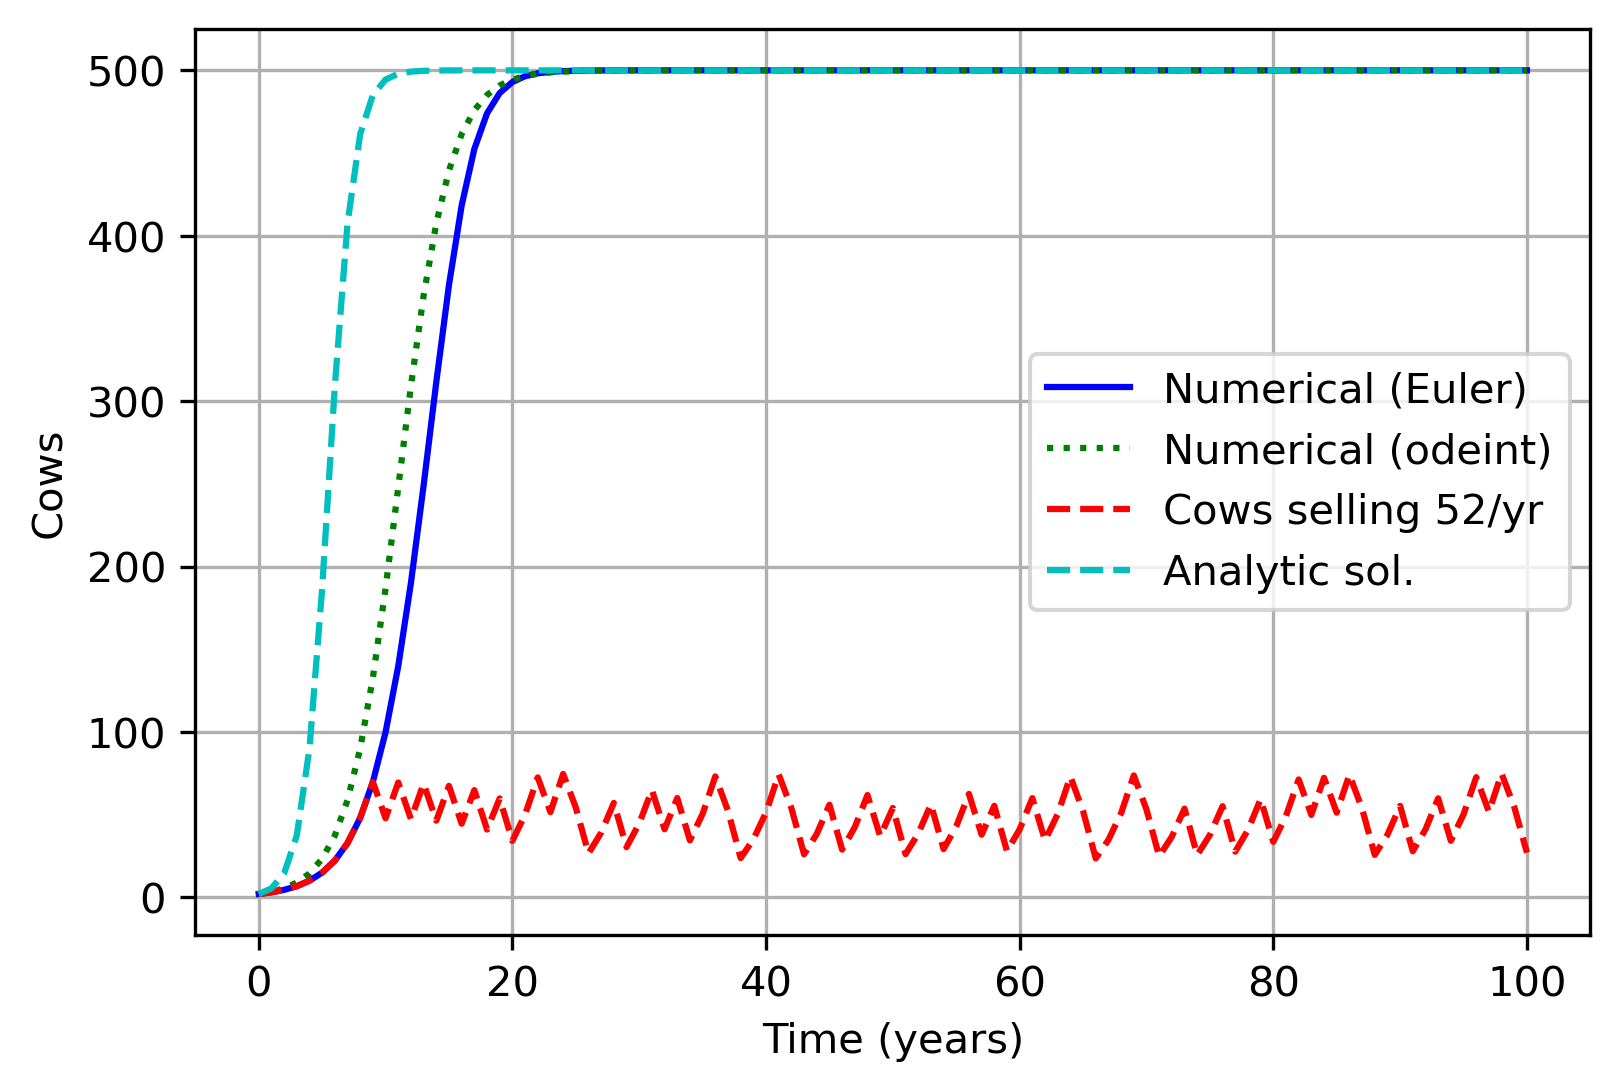 500
400
300
200
100
0
Cows
Numerical (Euler)
Numerical (odeint)
Cows selling 52/yr
Analytic sol.
0 20 40 60 80 100
Time (years)